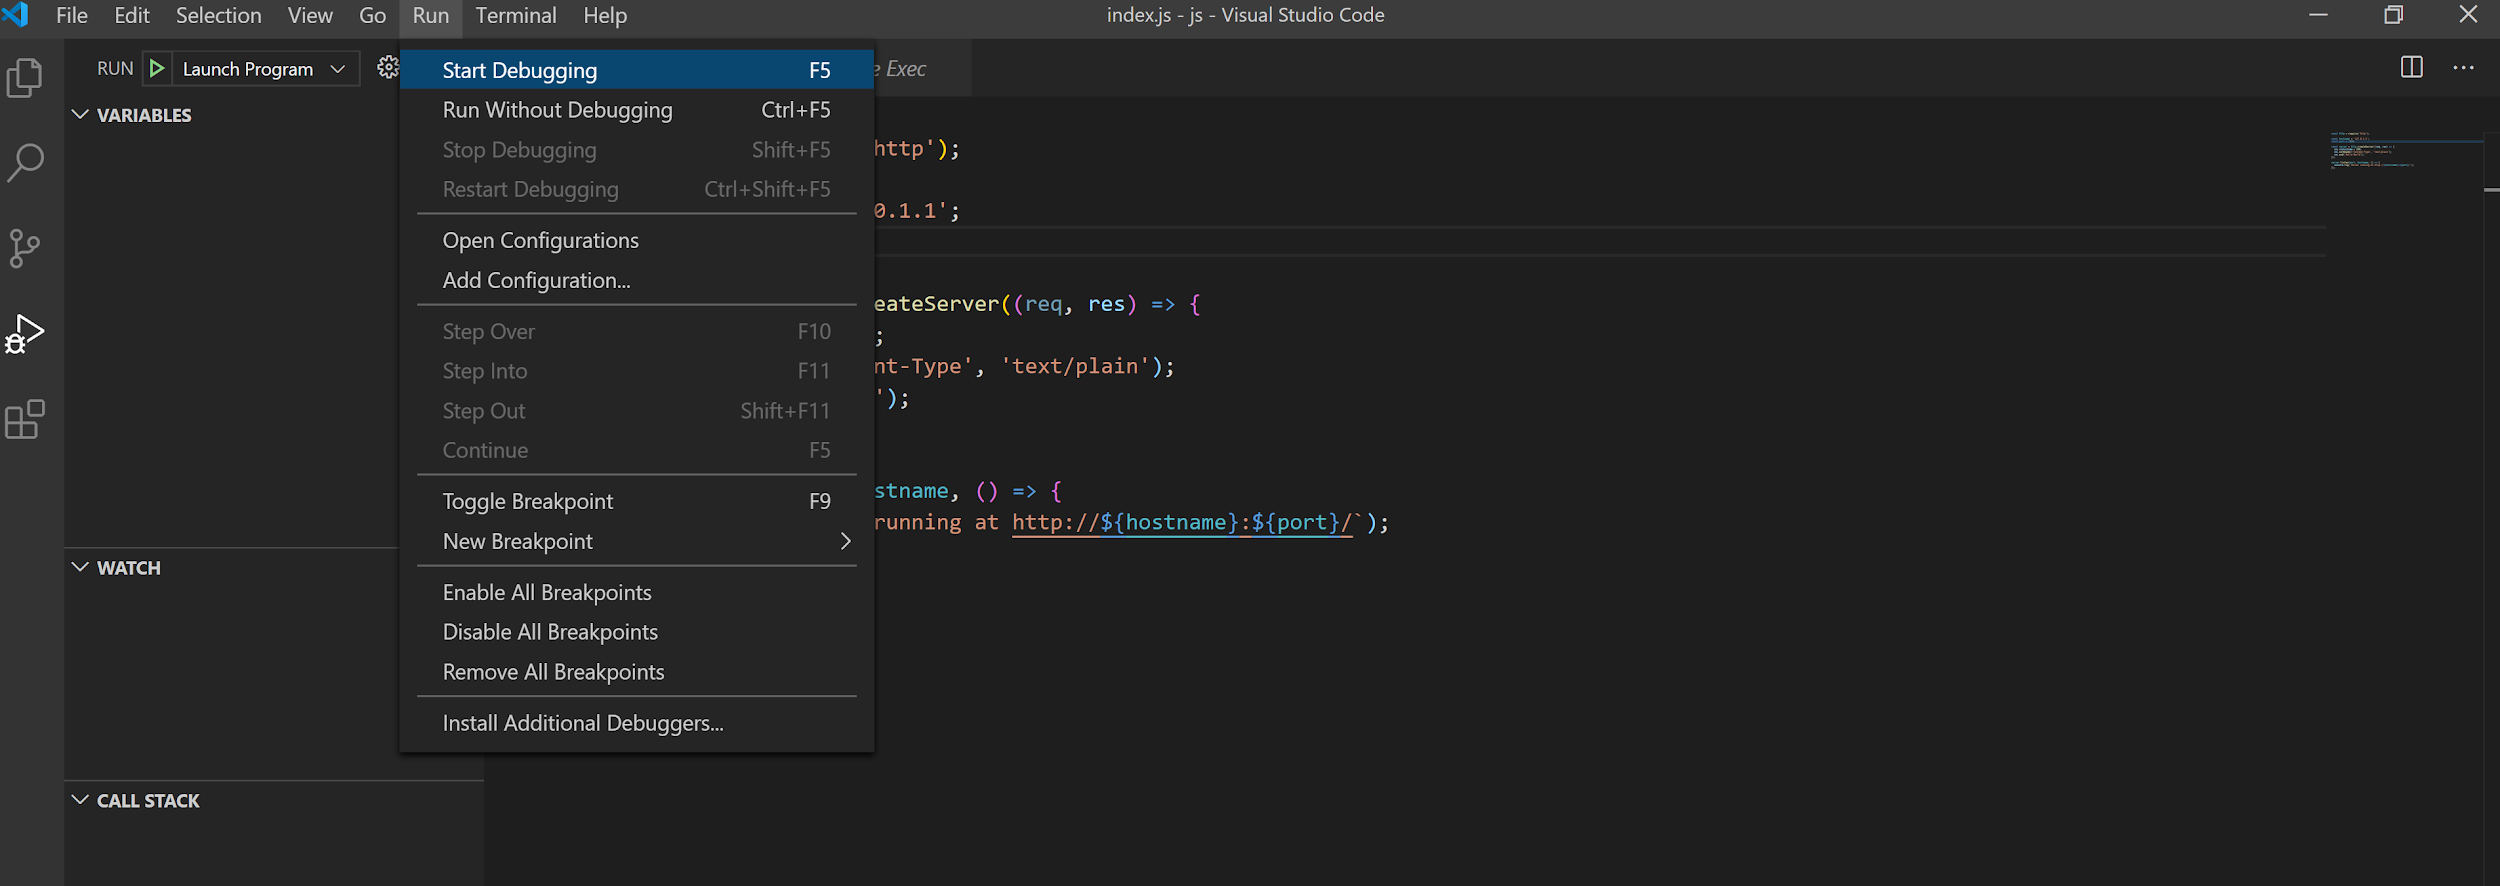 File Edit Selection View Go Run Terminal Help
index.js - js - Visual Studio Code
RUN Launch Program
Exec
VARIABLES
WATCH
CALL STACK
Start Debugging F5
Run Without Debugging Ctrl+F5
Stop Debugging Shift+F5
Restart Debugging Ctrl+Shift+F5
Open Configurations
Add Configuration...
Step Over F10
Step Into F11
Step Out Shift+F11
Continue F5
Toggle Breakpoint F9
New Breakpoint
Enable All Breakpoints
Disable All Breakpoints
Remove All Breakpoints
Install Additional Debuggers...
http');
0.1.1';
eateServer((req, res) => {
;
nt-Type', 'text/plain');
');
stname, () => {
running at http://${hostname}:${port}/`);